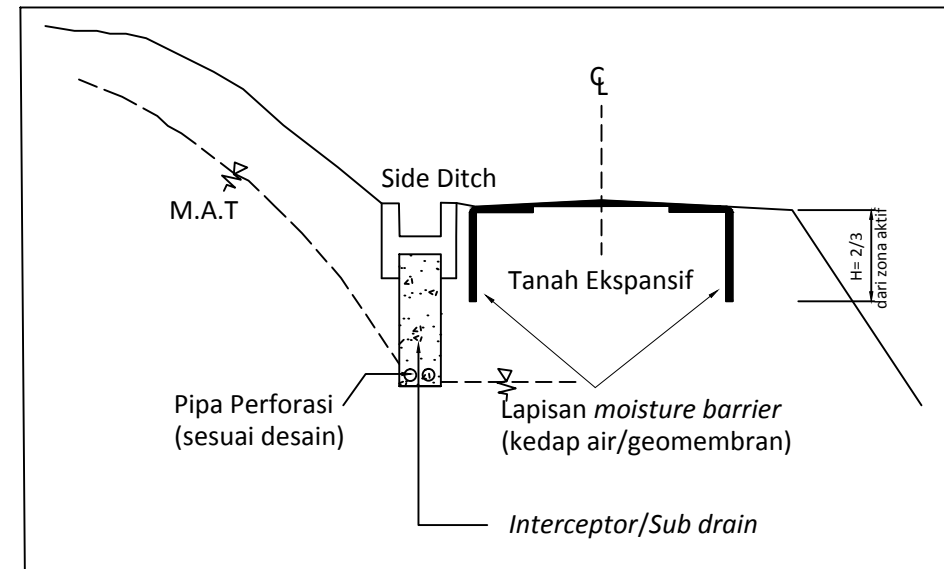 ℄
Side Ditch
M.A.T
Tanah Ekspansif
H= 2/3
dari zona aktif
Pipa Perforasi
(sesuai desain)
Lapisan moisture barrier
(kedap air/geomembran)
Interceptor/Sub drain